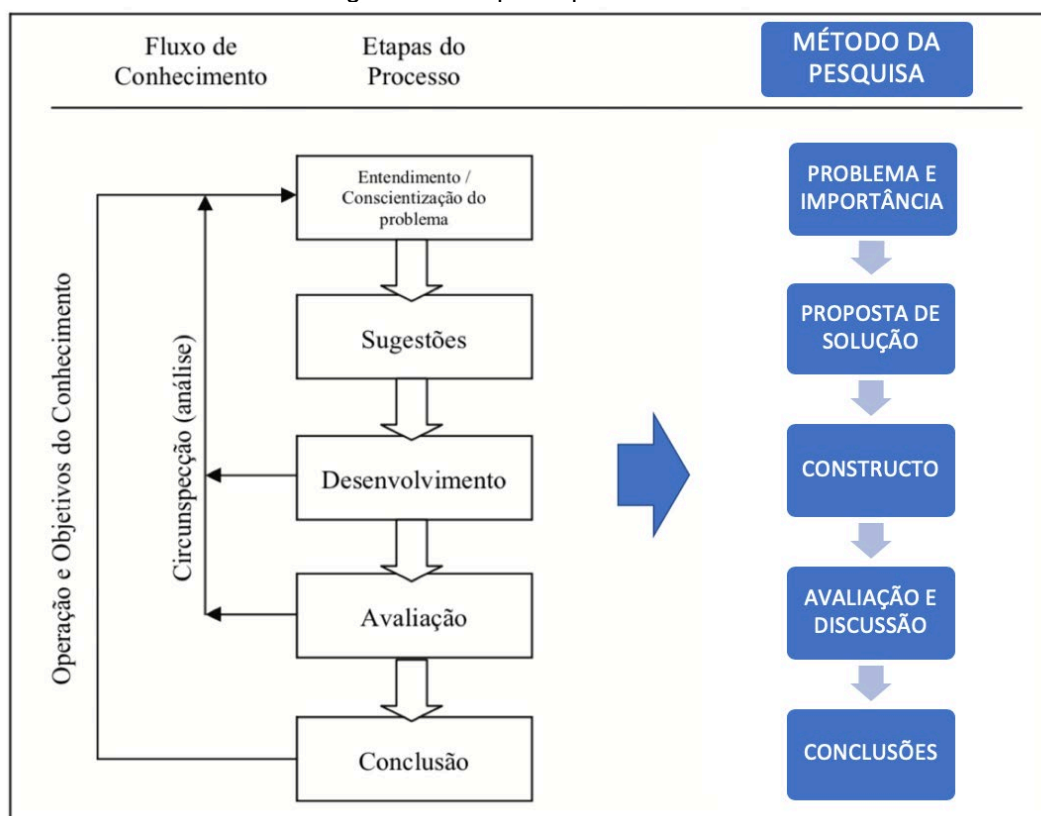 Fluxo de
Conhecimento
Etapas do
Processo
MÉTODO DA
PESQUISA
Operação e Objetivos do Conhecimento
Circunspecção (análise)
Entendimento /
Conscientização do
problema
Sugestões
Desenvolvimento
Avaliação
Conclusão
PROBLEMA E
IMPORTÂNCIA
PROPOSTA DE
SOLUÇÃO
CONSTRUCTO
AVALIAÇÃO E
DISCUSSÃO
CONCLUSÕES